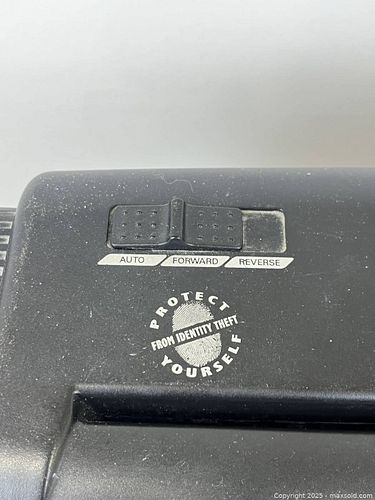 AUTO FORWARD REVERSE
PROTECT
FROM IDENTITY THEFT
YOURSELF
Copyright 2025 - maxsold.com